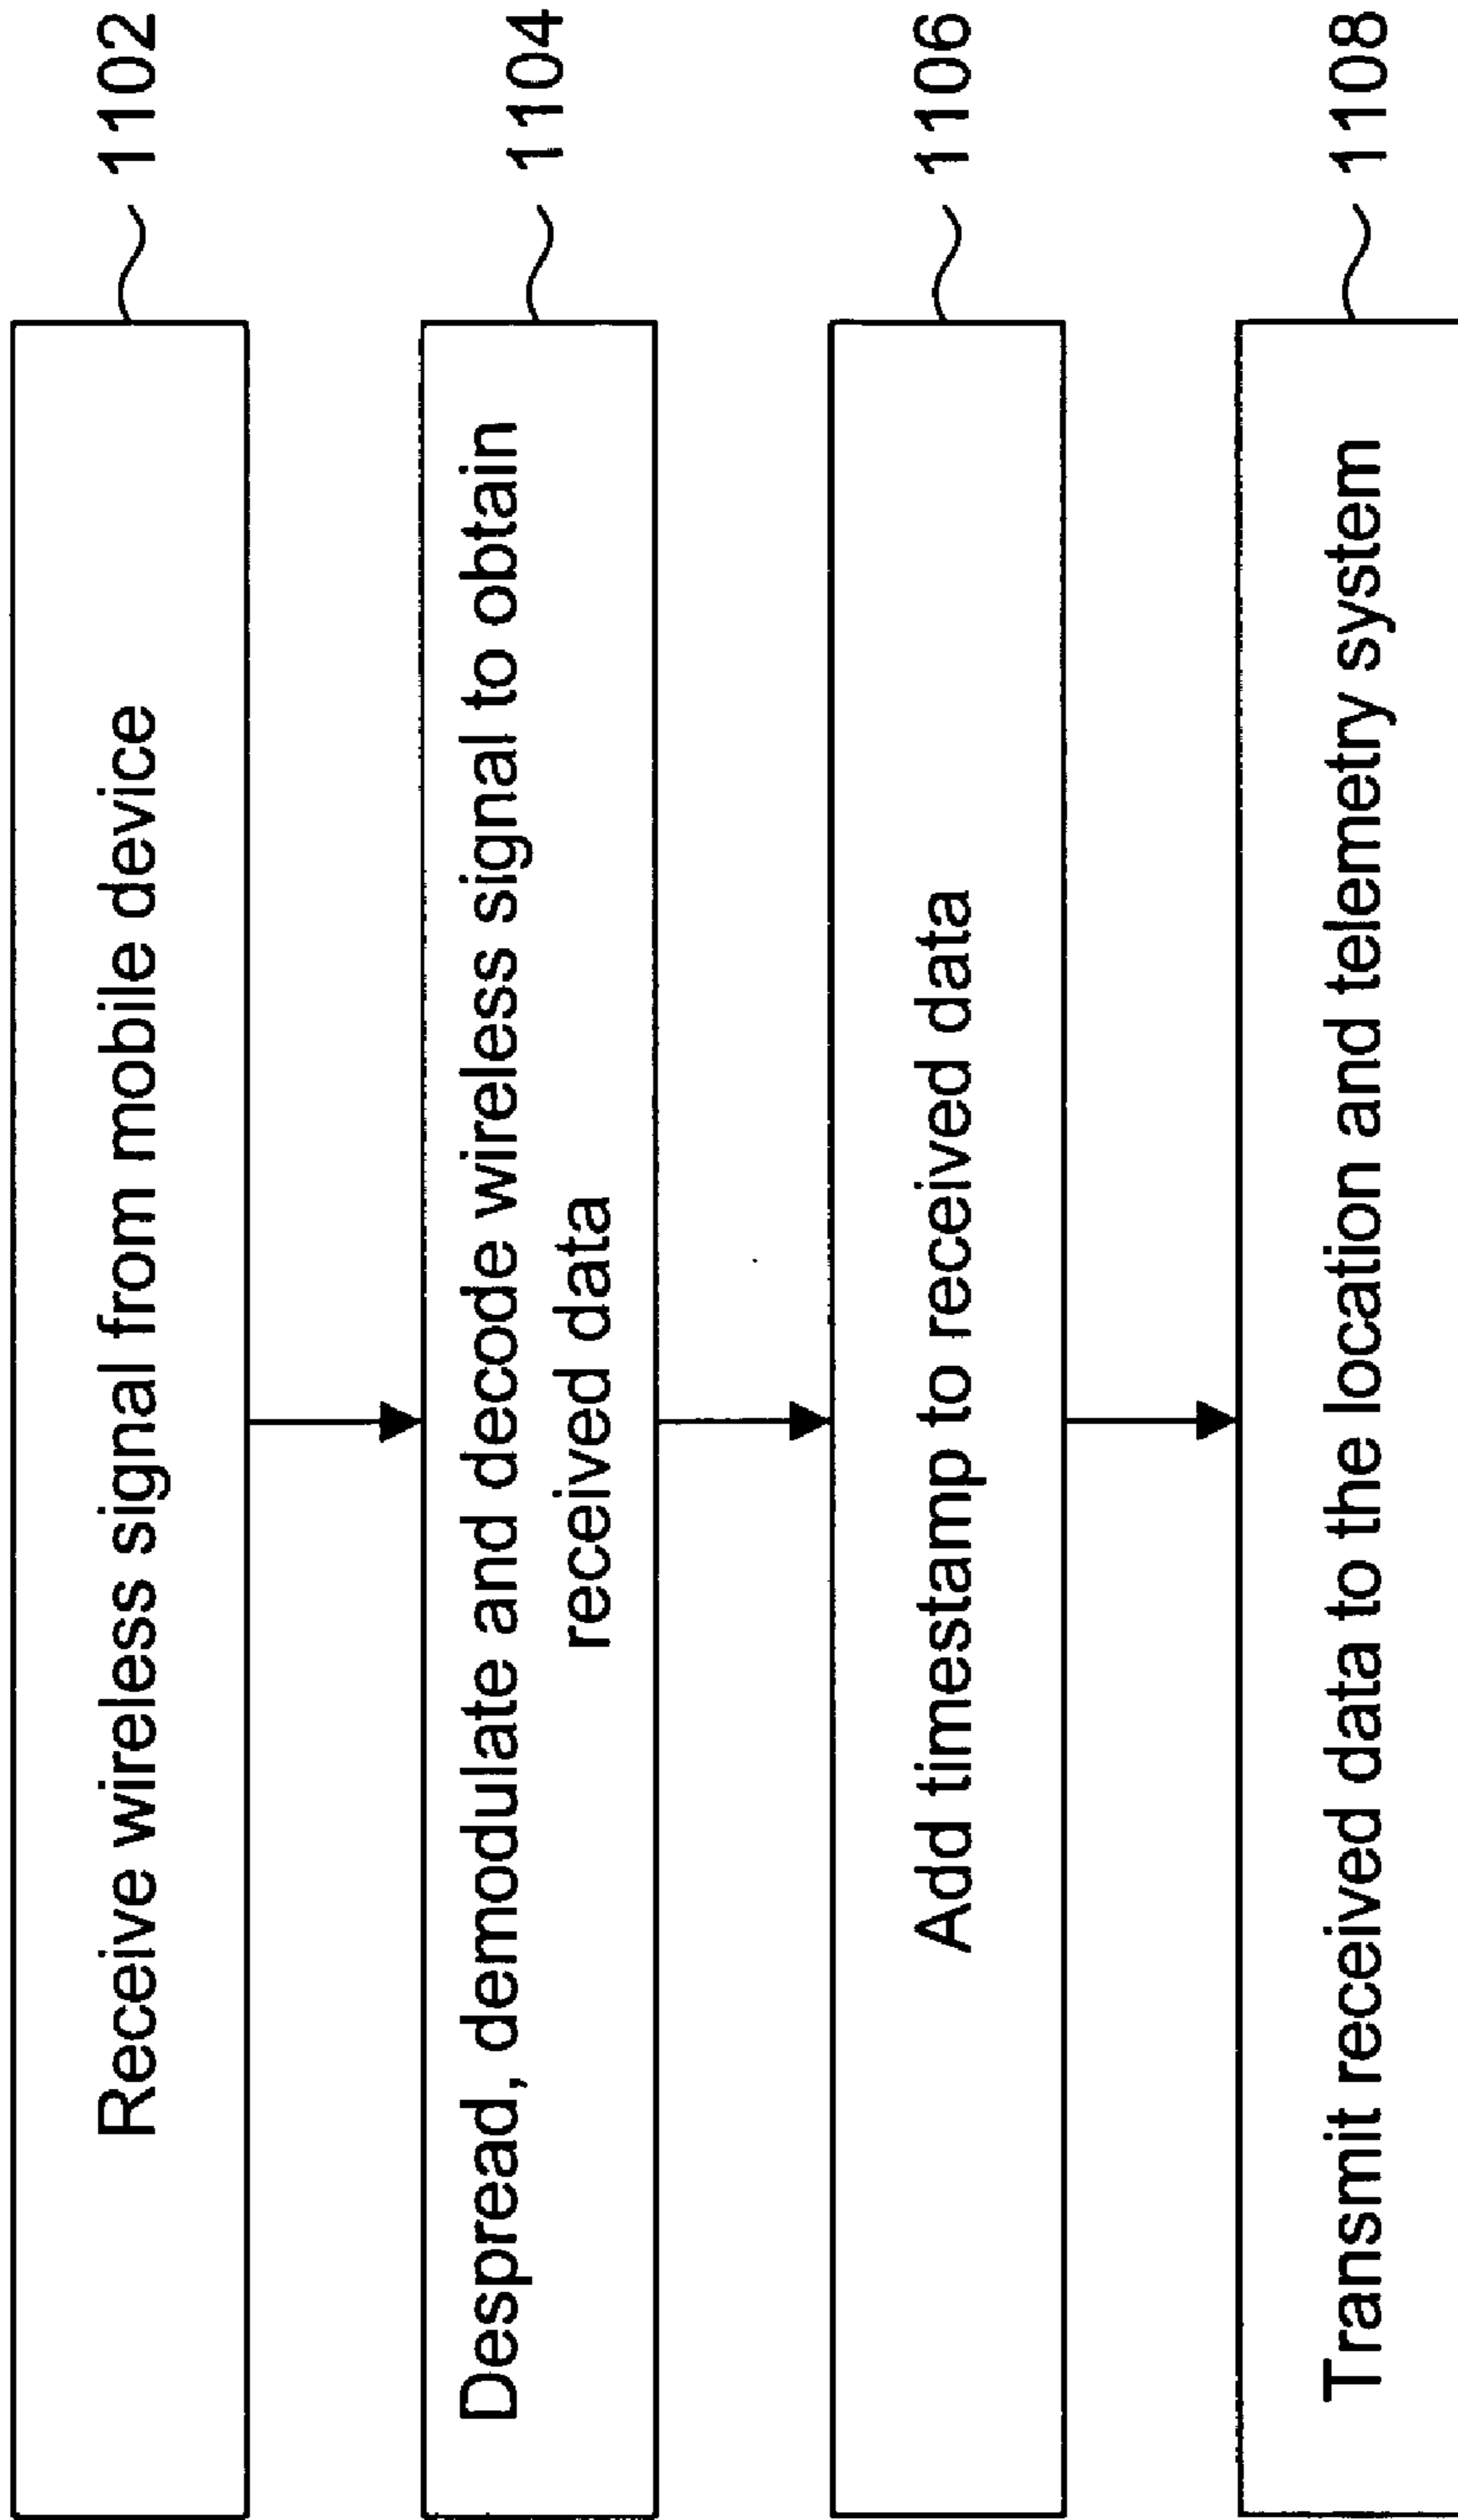 Receive wireless signal from mobile device
1102
Despread, demodulate and decode wireless signal to obtain
received data
1104
Add timestamp to received data
1106
Transmit received data to the location and telemetry system
1108